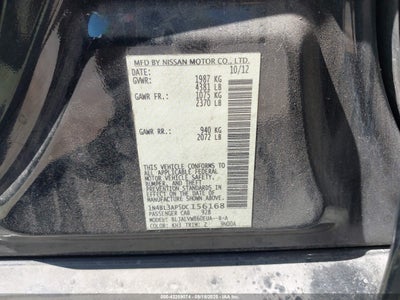 MFD BY NISSAN MOTOR CO., LTD.
DATE: 10/12
GVWR: 1987 KG
4381 LB
GAWR FR.: 1075 KG
2370 LB
GAWR RR.: 940 KG
2072 LB
THIS VEHICLE CONFORMS TO
ALL APPLICABLE FEDERAL
MOTOR VEHICLE SAFETY,
BUMPER, AND THEFT
PREVENTION STANDARDS IN
EFFECT ON THE DATE OF
MANUFACTURE SHOWN ABOVE.
1N4BL3AP5DC156168
PASSENGER CAR 928
MODEL:
COLOR: KH3 TRIM: Z